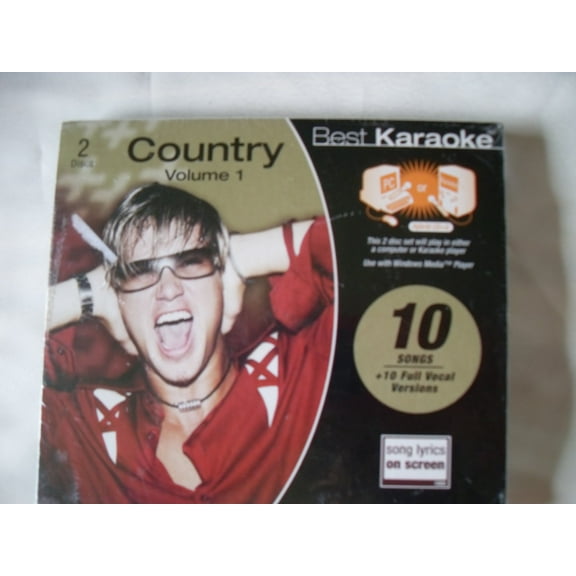 2
Discs
Country
Volume 1
Best Karaoke
PC
or
This 2 disc set will play in either
a computer or Karaoke player
Use with Windows Media™ Player
10
SONGS
+10 Full Vocal
Versions
song lyrics
on screen